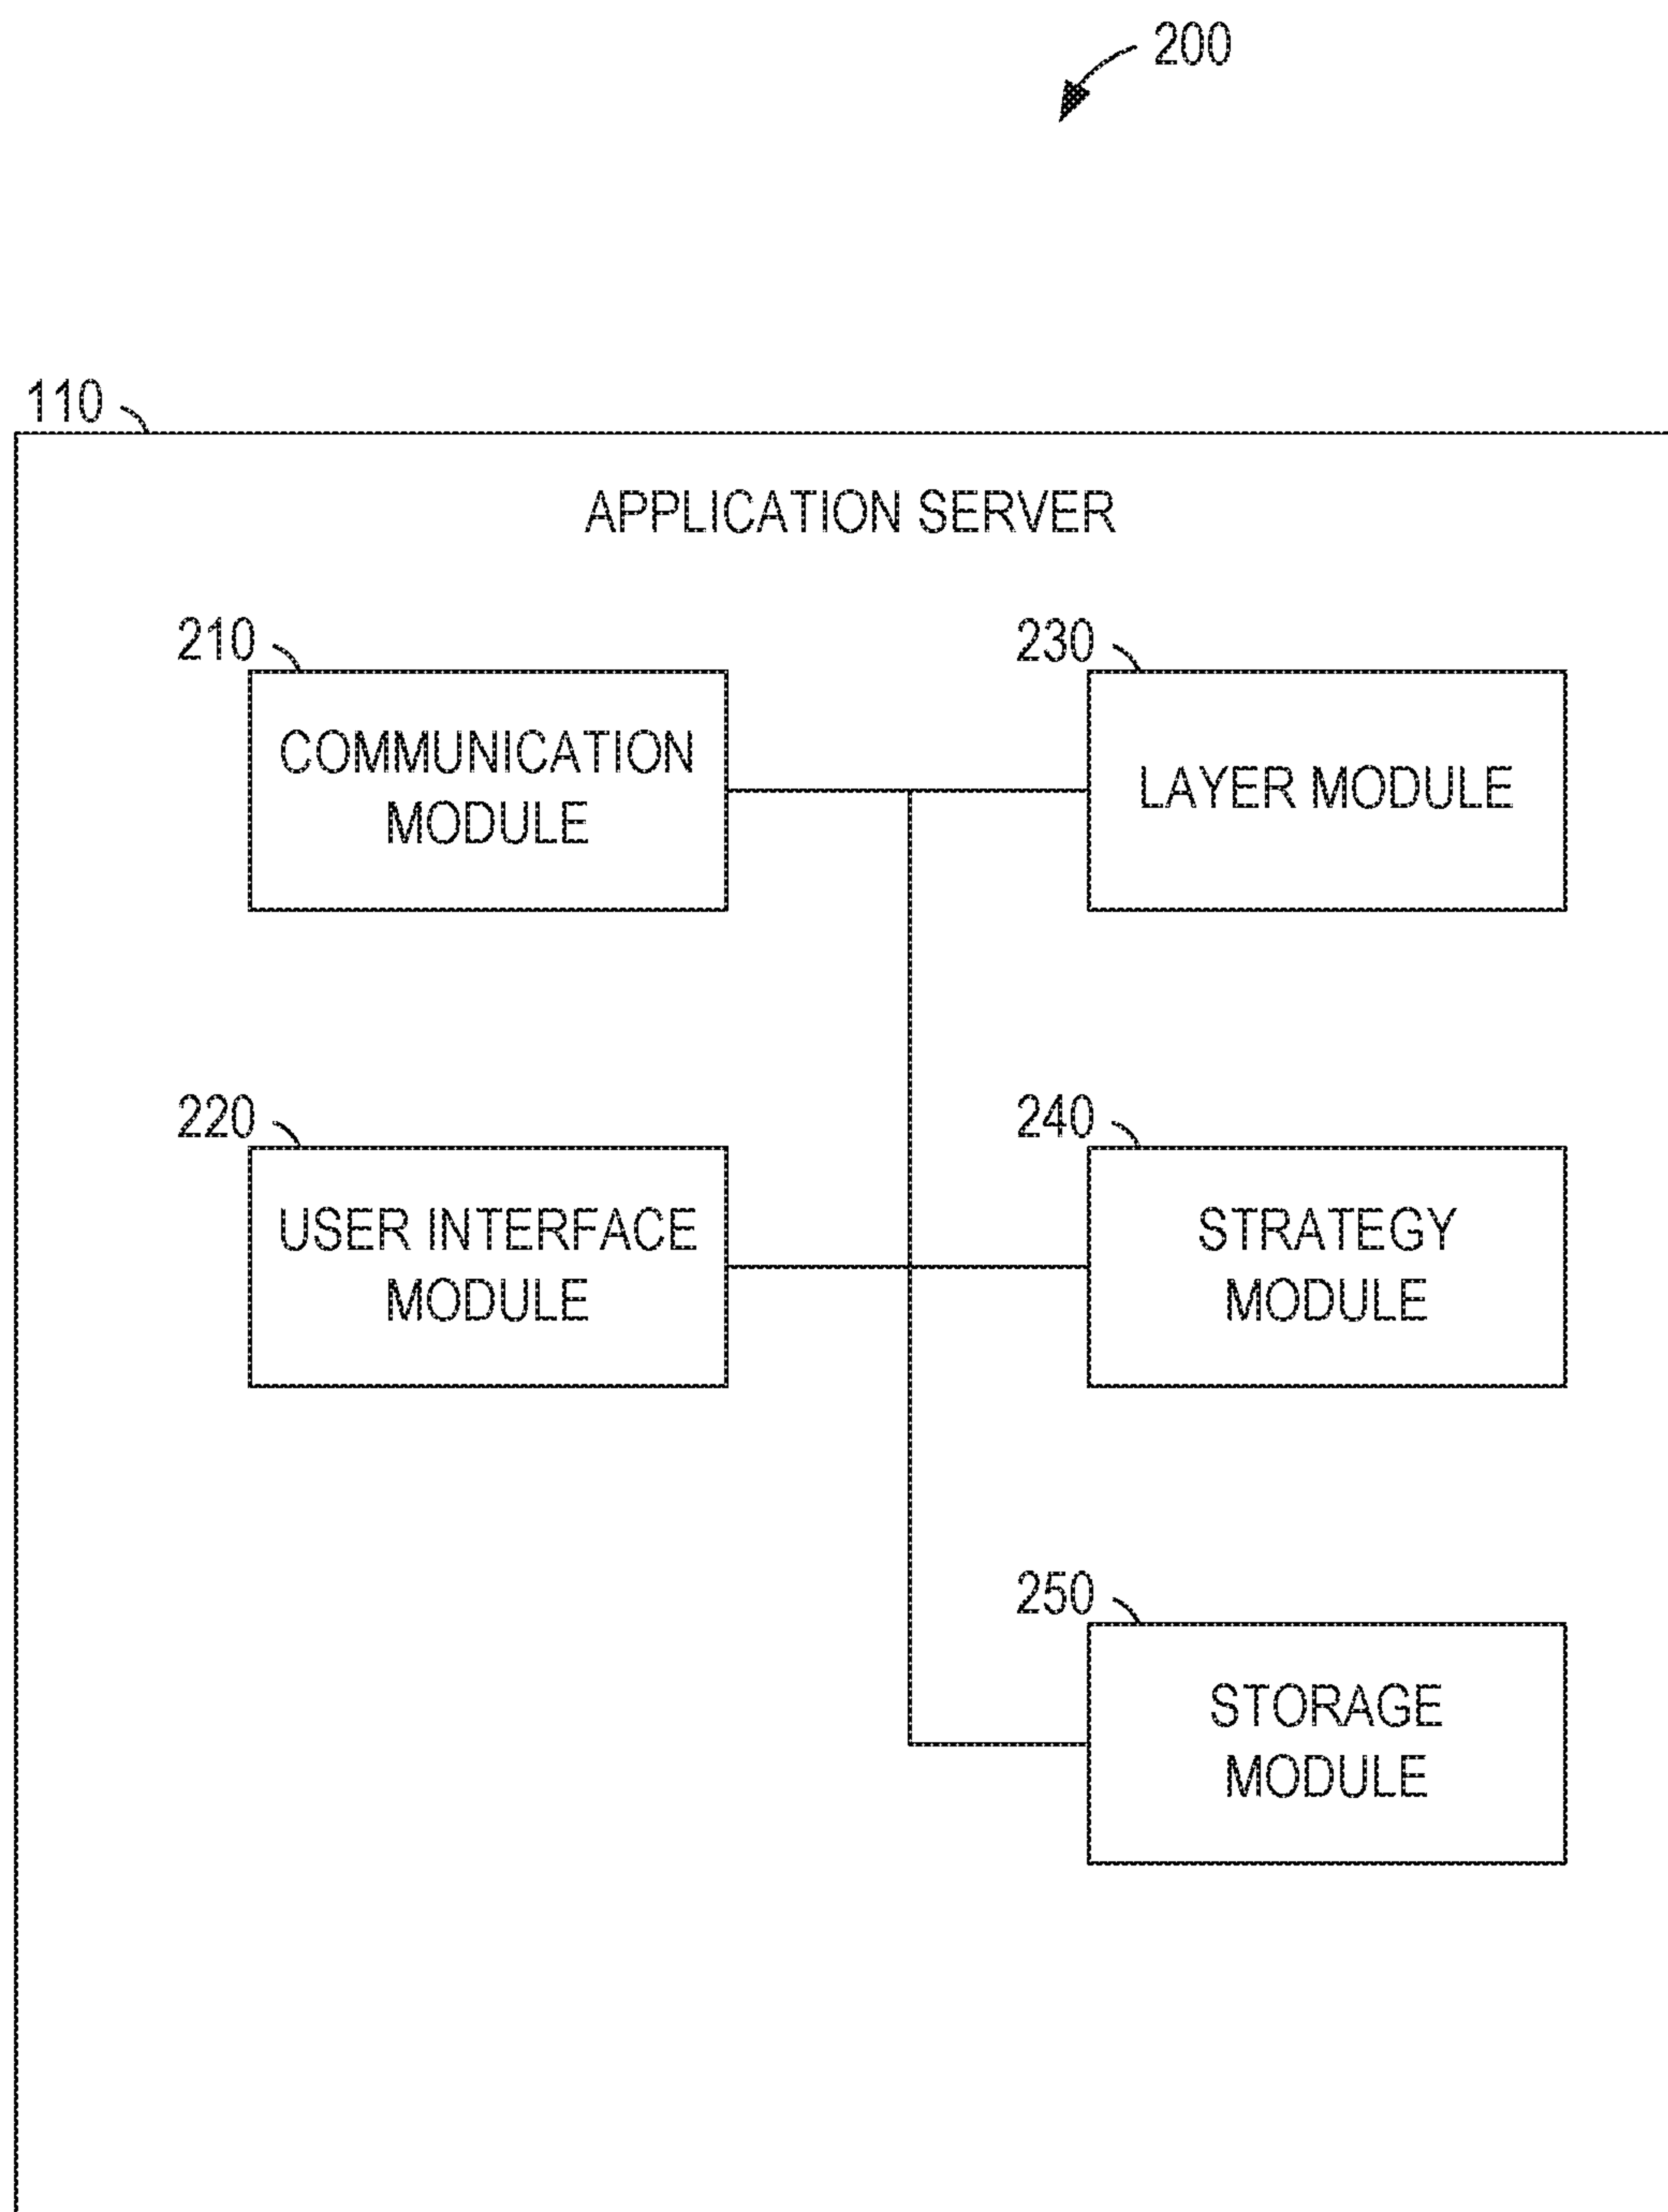 200
110
APPLICATION SERVER
210
230
COMMUNICATION
MODULE
LAYER MODULE
220
240
USER INTERFACE
MODULE
STRATEGY
MODULE
250
STORAGE
MODULE